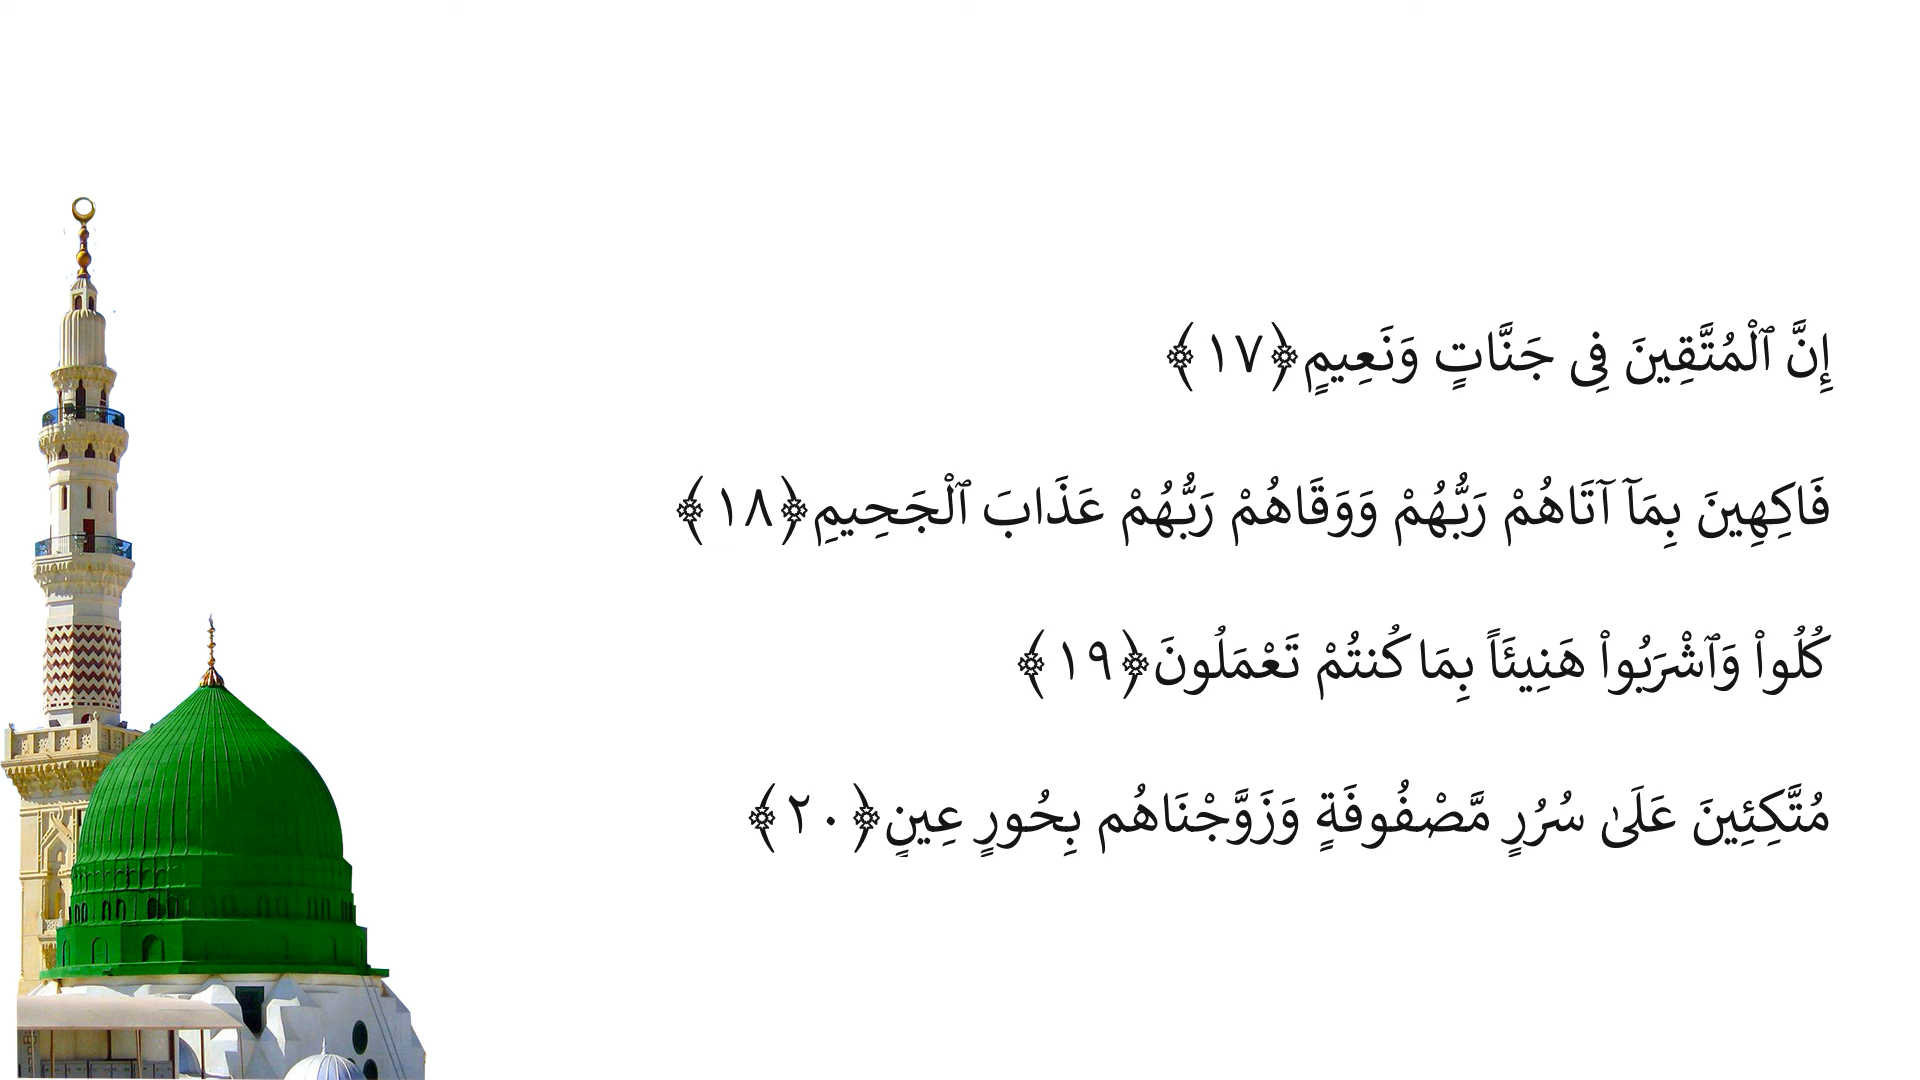 إِنَّ ٱلْمُتَّقِينَ فِى جَنَّاتٍ وَنَعِيمٍ﴿١٧﴾
فَاكِهِينَ بِمَآ آتَاهُمْ رَبُّهُمْ وَوَقَاهُمْ رَبُّهُمْ عَذَابَ ٱلْجَحِيمِ﴿١٨﴾
كُلُواْ وَٱشْرَبُواْ هَنِيئَاً بِمَا كُنتُمْ تَعْمَلُونَ﴿١٩﴾
مُتَّكِئِينَ عَلَىٰ سُرُرٍ مَّصْفُوفَةٍ وَزَوَّجْنَاهُم بِحُورٍ عِينٍ﴿٢٠﴾